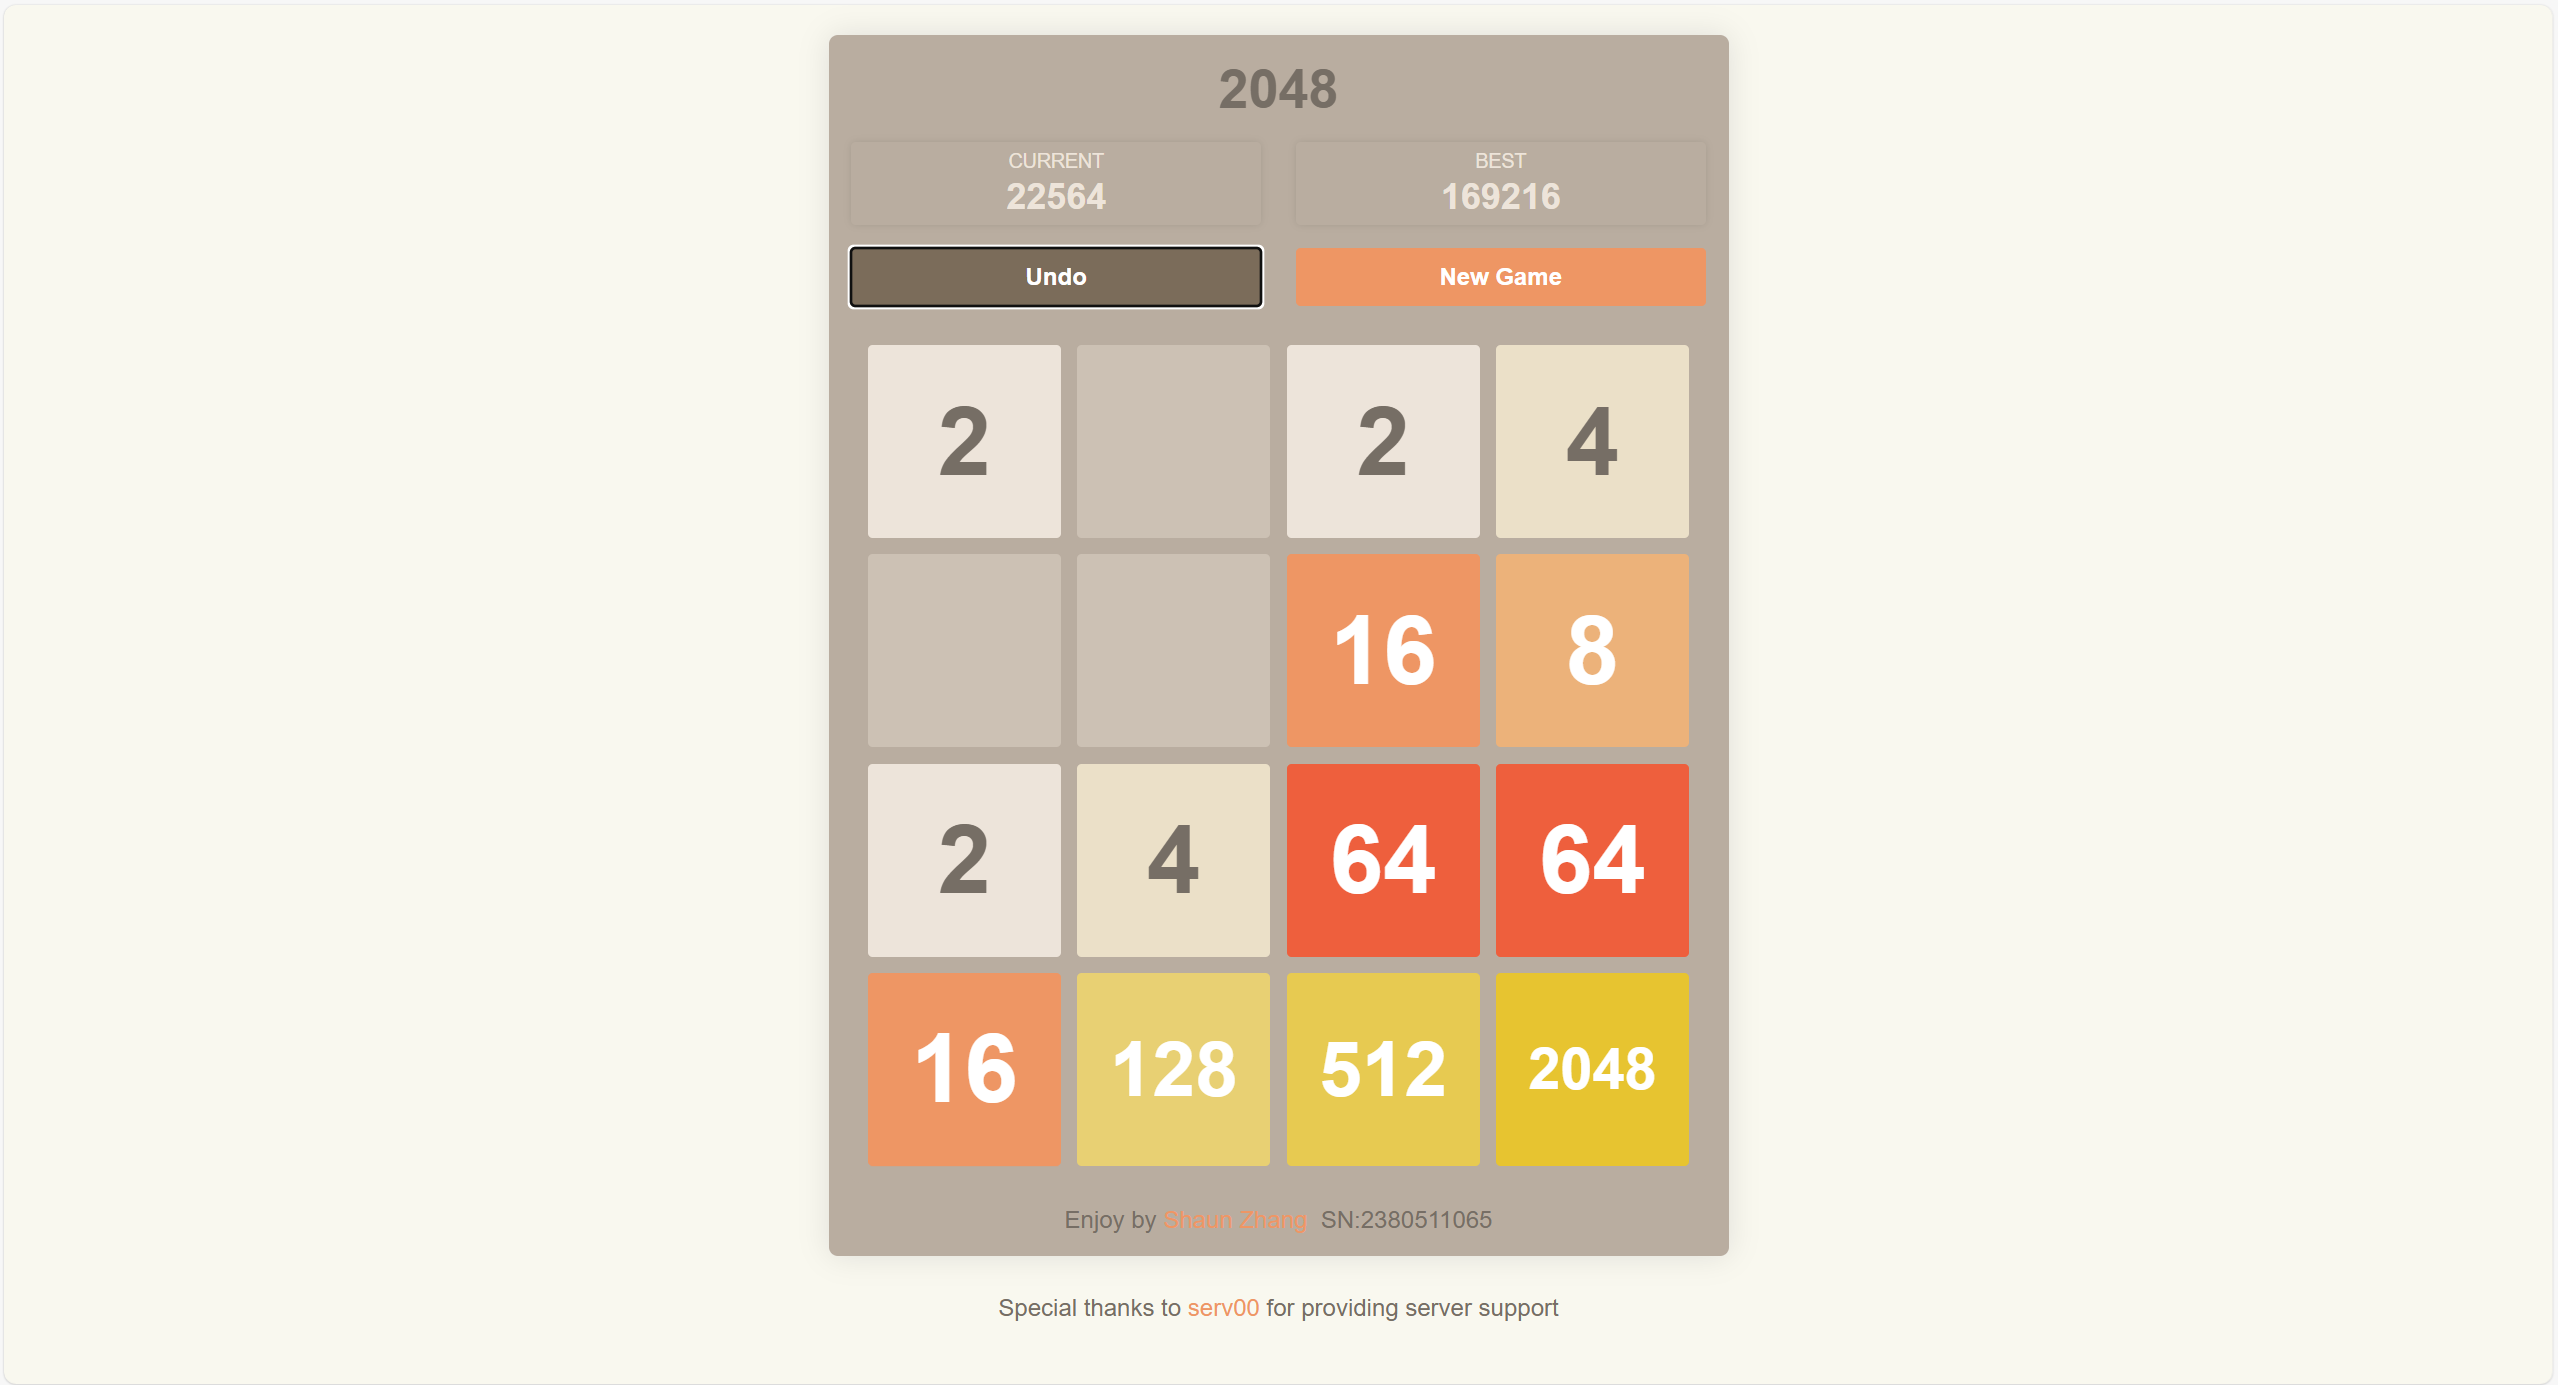 2048
CURRENT BEST
22564 169216
Undo New Game
2 2 4
16 8
2 4 64 64
16 128 512 2048
Enjoy by Shaun Zhang SN:2380511065
Special thanks to serv00 for providing server support